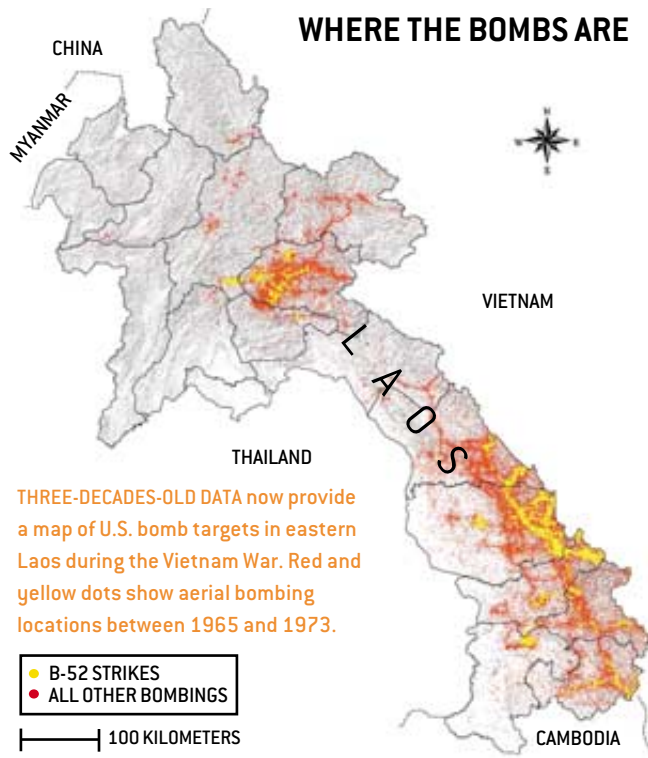 WHERE THE BOMBS ARE
CHINA
MYANMAR
N
W E
S
VIETNAM
LAOS
THAILAND
THREE-DECADES-OLD DATA now provide
a map of U.S. bomb targets in eastern
Laos during the Vietnam War. Red and
yellow dots show aerial bombing
locations between 1965 and 1973.
B-52 STRIKES
ALL OTHER BOMBINGS
100 KILOMETERS
CAMBODIA